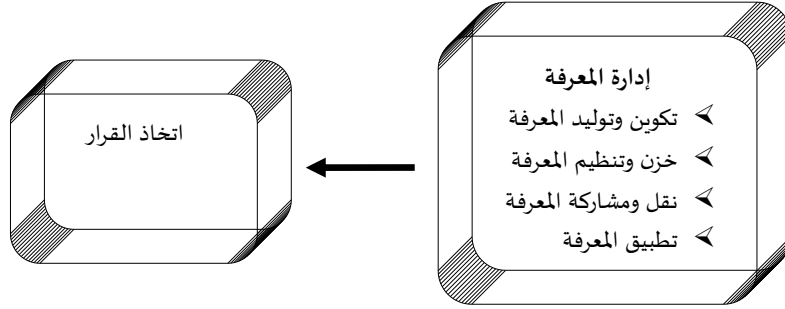 إدارة المعرفة
تكوين وتوليد المعرفة
خزن وتنظيم المعرفة
نقل ومشاركة المعرفة
تطبيق المعرفة
اتخاذ القرار